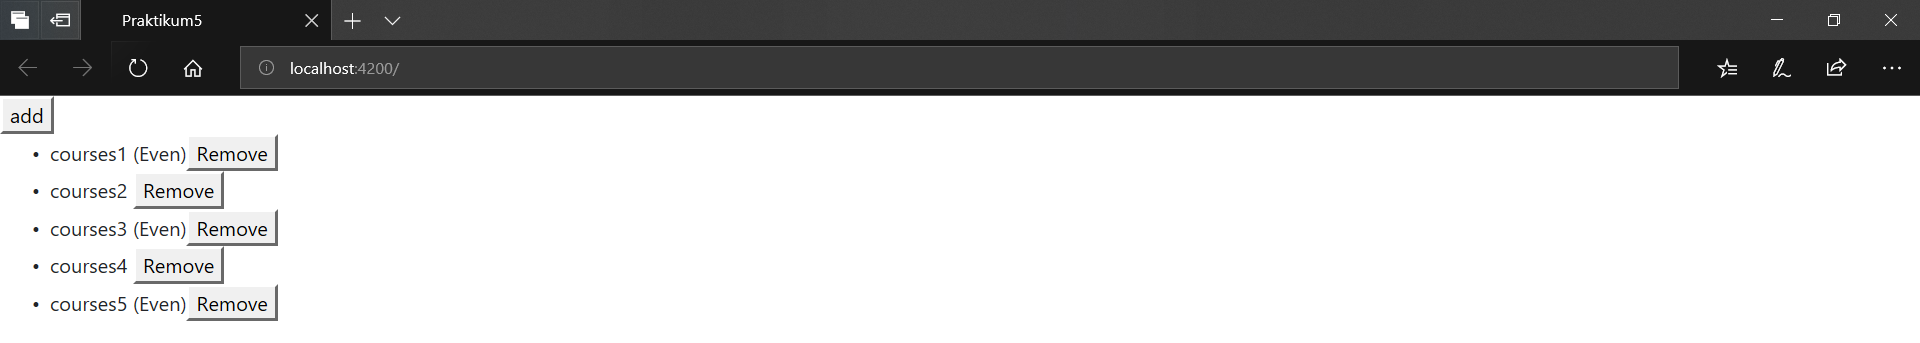 Praktikum5
localhost:4200/
add
• courses1 (Even) Remove
• courses2 Remove
• courses3 (Even) Remove
• courses4 Remove
• courses5 (Even) Remove